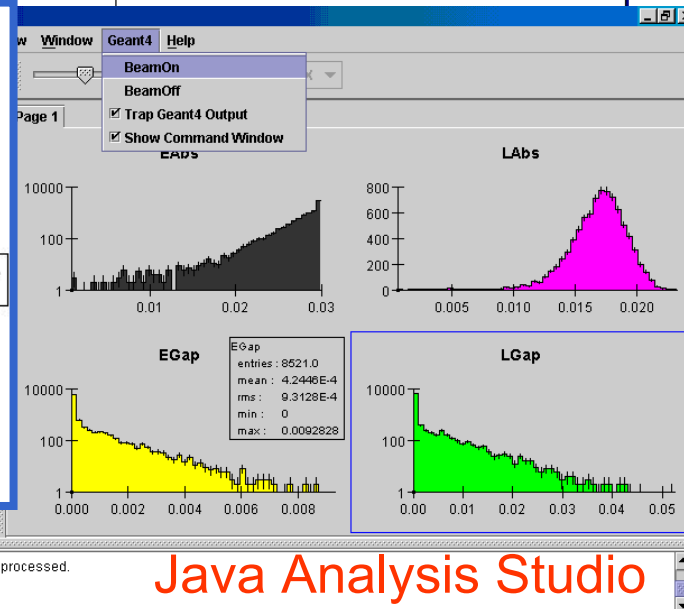 w Window Geant4 Help
BeamOn
BeamOff
Trap Geant4 Output
Show Command Window
Page 1
EAbs
10000
100
1
0.01 0.02 0.03
LAbs
800
600
400
200
0
0.005 0.010 0.015 0.020
EGap
10000
100
1
0.000 0.002 0.004 0.006 0.008
EGap
entries : 8521.0
mean : 4.2446E-4
rms : 9.3128E-4
min : 0
max : 0.0092828
LGap
10000
100
1
0.00 0.01 0.02 0.03 0.04 0.05
processed.
Java Analysis Studio